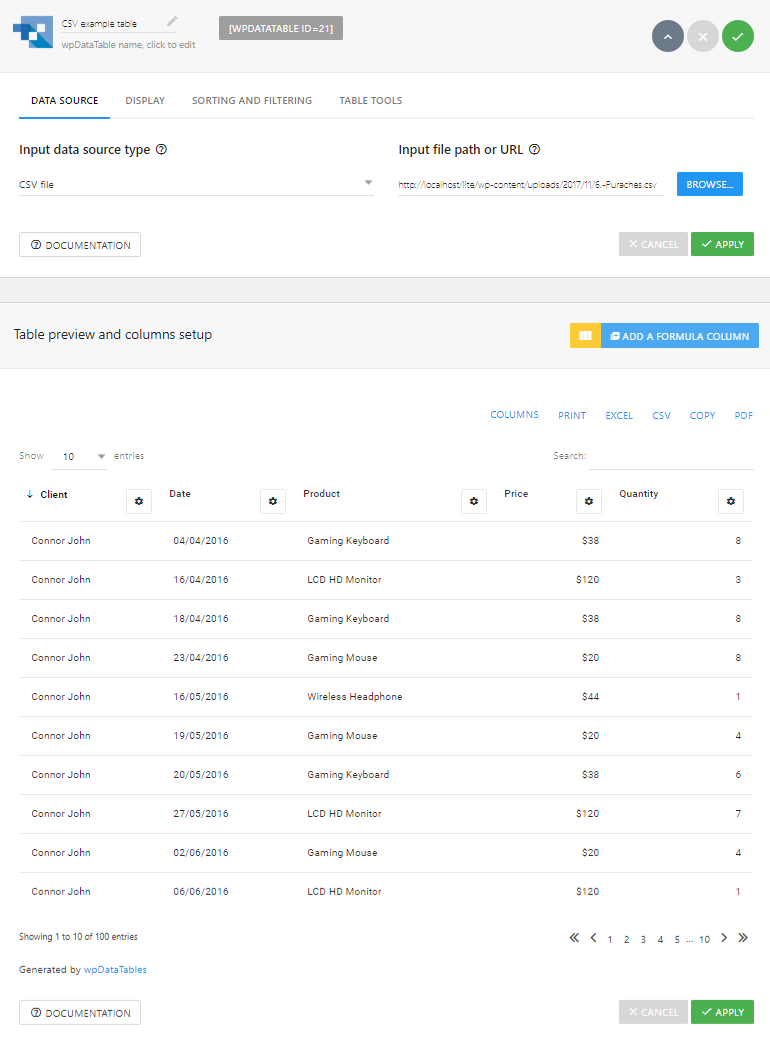 CSV example table
[WPDATATABLE ID=21]
wpDataTable name, click to edit
DATA SOURCE DISPLAY SORTING AND FILTERING TABLE TOOLS
Input data source type Input file path or URL
CSV file http://localhost/lite/wp-content/uploads/2017/11/6.-Puraches.csv BROWSE...
DOCUMENTATION CANCEL APPLY
Table preview and columns setup ADD A FORMULA COLUMN
COLUMNS PRINT EXCEL CSV COPY PDF
Show 10 entries Search:
Client Date Product Price Quantity
Connor John 04/04/2016 Gaming Keyboard $38 8
Connor John 16/04/2016 LCD HD Monitor $120 3
Connor John 18/04/2016 Gaming Keyboard $38 8
Connor John 23/04/2016 Gaming Mouse $20 8
Connor John 16/05/2016 Wireless Headphone $44 1
Connor John 19/05/2016 Gaming Mouse $20 4
Connor John 20/05/2016 Gaming Keyboard $38 6
Connor John 27/05/2016 LCD HD Monitor $120 7
Connor John 02/06/2016 Gaming Mouse $20 4
Connor John 06/06/2016 LCD HD Monitor $120 1
Showing 1 to 10 of 100 entries 1 2 3 4 5 ... 10
Generated by wpDataTables
DOCUMENTATION CANCEL APPLY